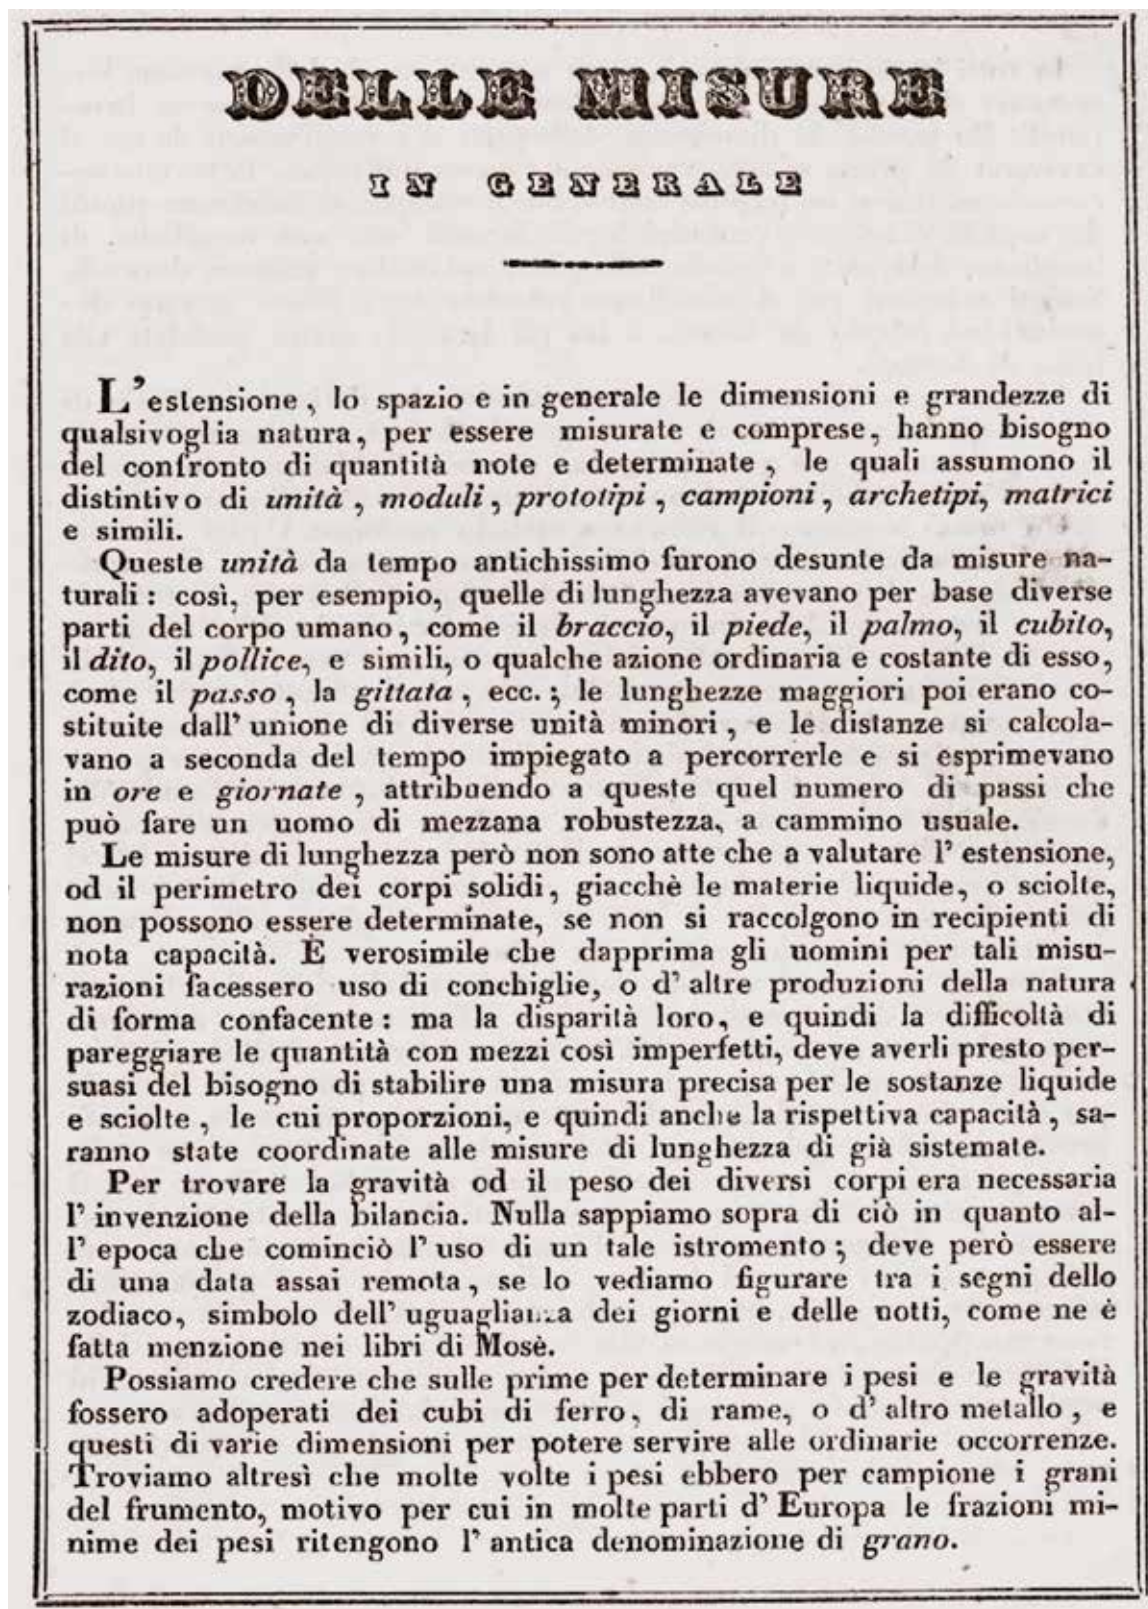 DELLE MISURE
IN GENERALE
L'estensione, lo spazio e in generale le dimensioni e grandezze di
qualsivoglia natura, per essere misurate e comprese, hanno bisogno
del confronto di quantità note e determinate, le quali assumono il
distintivo di unità, moduli, prototipi, campioni, archetipi, matrici
e simili.
Queste unità da tempo antichissimo furono desunte da misure na-
turali: così, per esempio, quelle di lunghezza avevano per base diverse
parti del corpo umano, come il braccio, il piede, il palmo, il cubito,
il dito, il pollice, e simili, o qualche azione ordinaria e costante di esso,
come il passo, la gittata, ecc.; le lunghezze maggiori poi erano co-
stituite dall' unione di diverse unità minori, e le distanze si calcola-
vano a seconda del tempo impiegato a percorrerle e si esprimevano
in ore e giornate, attribuendo a queste quel numero di passi che
può fare un uomo di mezzana robustezza, a cammino usuale.
Le misure di lunghezza però non sono atte che a valutare l' estensione,
od il perimetro dei corpi solidi, giacchè le materie liquide, o sciolte,
non possono essere determinate, se non si raccolgono in recipienti di
nota capacità. È verosimile che dapprima gli uomini per tali misu-
razioni facessero uso di conchiglie, o d' altre produzioni della natura
di forma confacente: ma la disparità loro, e quindi la difficoltà di
pareggiare le quantità con mezzi così imperfetti, deve averli presto per-
suasi del bisogno di stabilire una misura precisa per le sostanze liquide
e sciolte, le cui proporzioni, e quindi anche la rispettiva capacità, sa-
ranno state coordinate alle misure di lunghezza di già sistemate.
Per trovare la gravità od il peso dei diversi corpi era necessaria
l' invenzione della bilancia. Nulla sappiamo sopra di ciò in quanto al-
l' epoca che cominciò l' uso di un tale istromento; deve però essere
di una data assai remota, se lo vediamo figurare tra i segni dello
zodiaco, simbolo dell' uguaglianza dei giorni e delle notti, come ne è
fatta menzione nei libri di Mosè.
Possiamo credere che sulle prime per determinare i pesi e le gravità
fossero adoperati dei cubi di ferro, di rame, o d' altro metallo, e
questi di varie dimensioni per potere servire alle ordinarie occorrenze.
Troviamo altresì che molte volte i pesi ebbero per campione i grani
del frumento, motivo per cui in molte parti d' Europa le frazioni mi-
nime dei pesi ritengono l' antica denominazione di grano.